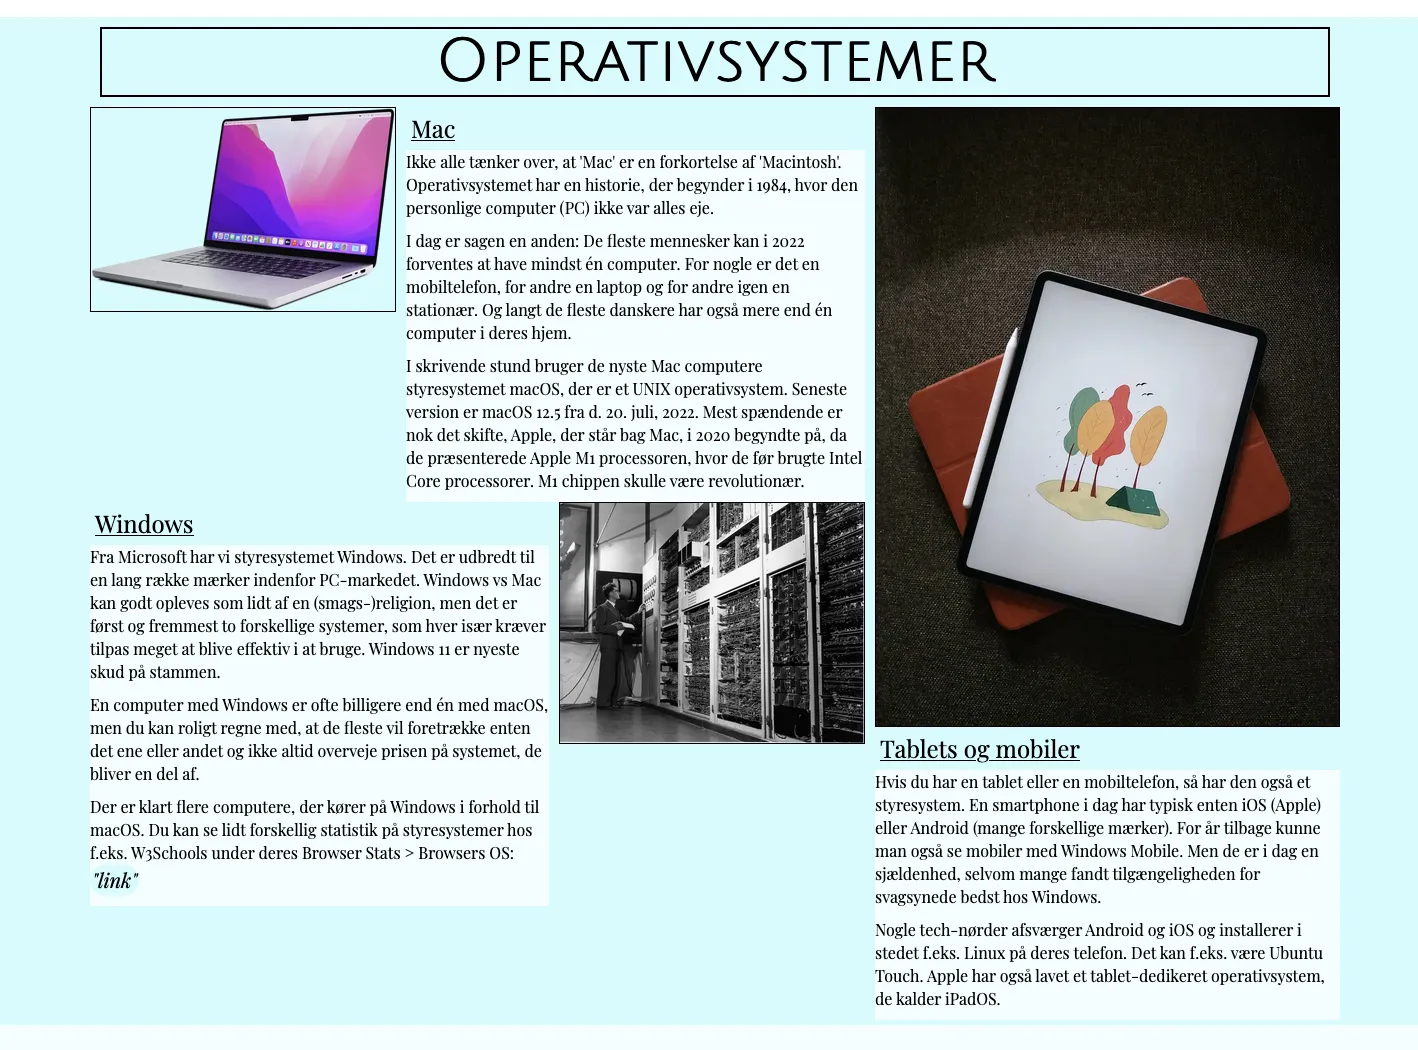 Operativsystemer
Mac
Ikke alle tænker over, at 'Mac' er en forkortelse af 'Macintosh'.
Operativsystemet har en historie, der begynder i 1984, hvor den
personlige computer (PC) ikke var alles eje.
I dag er sagen en anden: De fleste mennesker kan i 2022
forventes at have mindst én computer. For nogle er det en
mobiltelefon, for andre en laptop og for andre igen en
stationær. Og langt de fleste danskere har også mere end én
computer i deres hjem.
I skrivende stund bruger de nyste Mac computere
styresystemet macOS, der er et UNIX operativsystem. Seneste
version er macOS 12.5 fra d. 20. juli, 2022. Mest spændende er
nok det skifte, Apple, der står bag Mac, i 2020 begyndte på, da
de præsenterede Apple M1 processoren, hvor de før brugte Intel
Core processorer. M1 chippen skulle være revolutionær.
Windows
Fra Microsoft har vi styresystemet Windows. Det er udbredt til
en lang række mærker indenfor PC-markedet. Windows vs Mac
kan godt opleves som lidt af en (smags-)religion, men det er
først og fremmest to forskellige systemer, som hver især kræver
tilpas meget at blive effektiv i at bruge. Windows 11 er nyeste
skud på stammen.
En computer med Windows er ofte billigere end én med macOS,
men du kan roligt regne med, at de fleste vil foretrække enten
det ene eller andet og ikke altid overveje prisen på systemet, de
bliver en del af.
Der er klart flere computere, der kører på Windows i forhold til
macOS. Du kan se lidt forskellig statistik på styresystemer hos
f.eks. W3Schools under deres Browser Stats > Browsers OS:
"link"
Tablets og mobiler
Hvis du har en tablet eller en mobiltelefon, så har den også et
styresystem. En smartphone i dag har typisk enten iOS (Apple)
eller Android (mange forskellige mærker). For år tilbage kunne
man også se mobiler med Windows Mobile. Men de er i dag en
sjældenhed, selvom mange fandt tilgængeligheden for
svagsynede bedst hos Windows.
Nogle tech-nørder afsværger Android og iOS og installerer i
stedet f.eks. Linux på deres telefon. Det kan f.eks. være Ubuntu
Touch. Apple har også lavet et tablet-dedikeret operativsystem,
de kalder iPadOS.